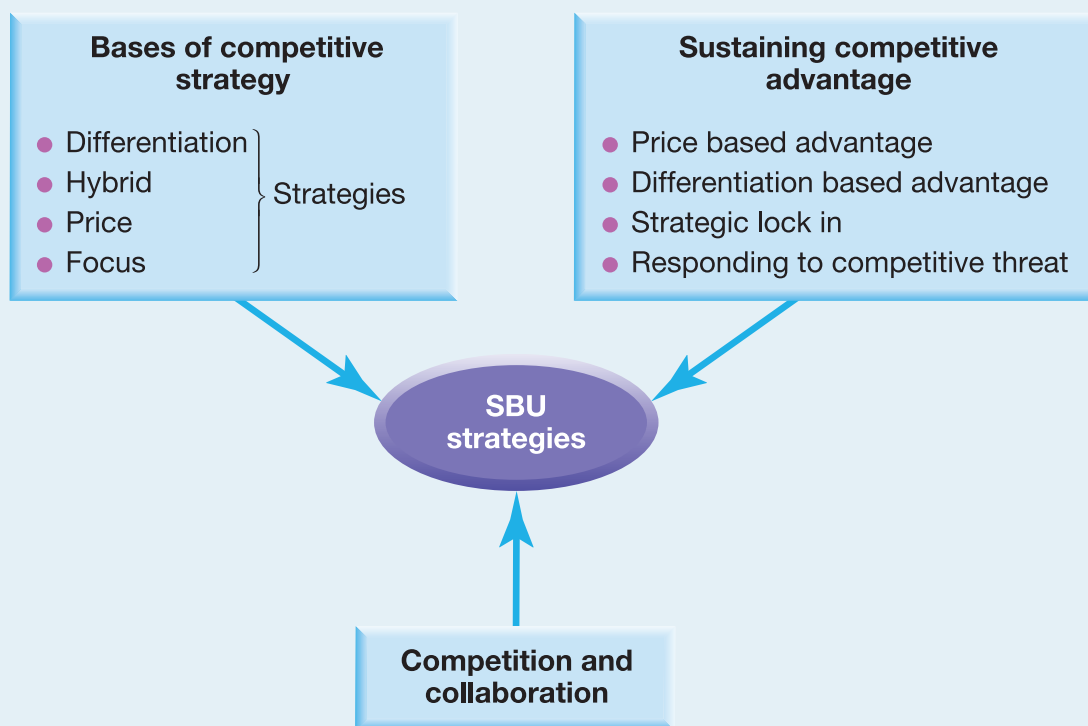 Bases of competitive
strategy
Differentiation
Hybrid
Price
Focus
Strategies
Sustaining competitive
advantage
Price based advantage
Differentiation based advantage
Strategic lock in
Responding to competitive threat
SBU
strategies
Competition and
collaboration